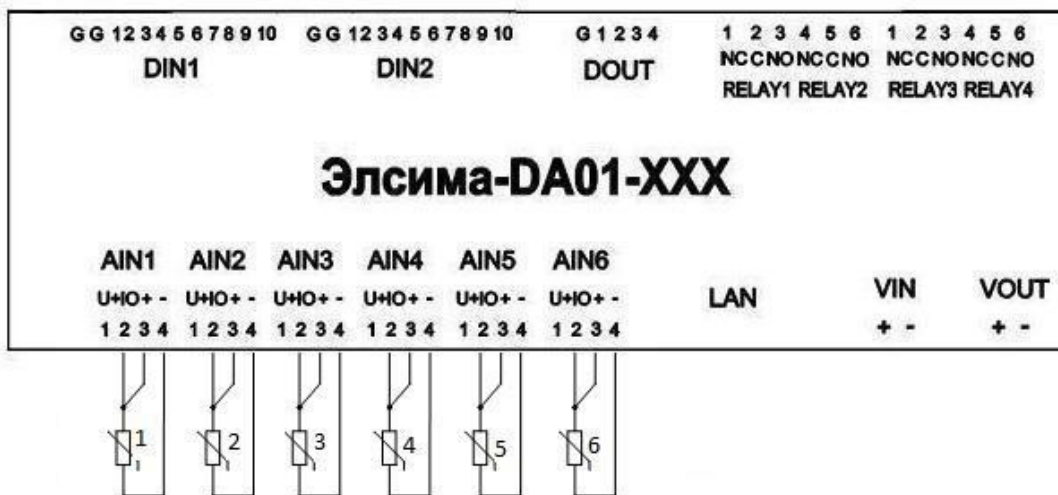 G G 1 2 3 4 5 6 7 8 9 10 G G 1 2 3 4 5 6 7 8 9 10 G 1 2 3 4 1 2 3 4 5 6 1 2 3 4 5 6
DIN1 DIN2 DOUT NC C NO NC C NO NC C NO NC C NO
RELAY1 RELAY2 RELAY3 RELAY4
Элсима-DA01-XXX
AIN1 AIN2 AIN3 AIN4 AIN5 AIN6
U+IO+ - U+IO+ - U+IO+ - U+IO+ - U+IO+ - U+IO+ - LAN VIN VOUT
1 2 3 4 1 2 3 4 1 2 3 4 1 2 3 4 1 2 3 4 1 2 3 4 + - + -
1 2 3 4 5 6